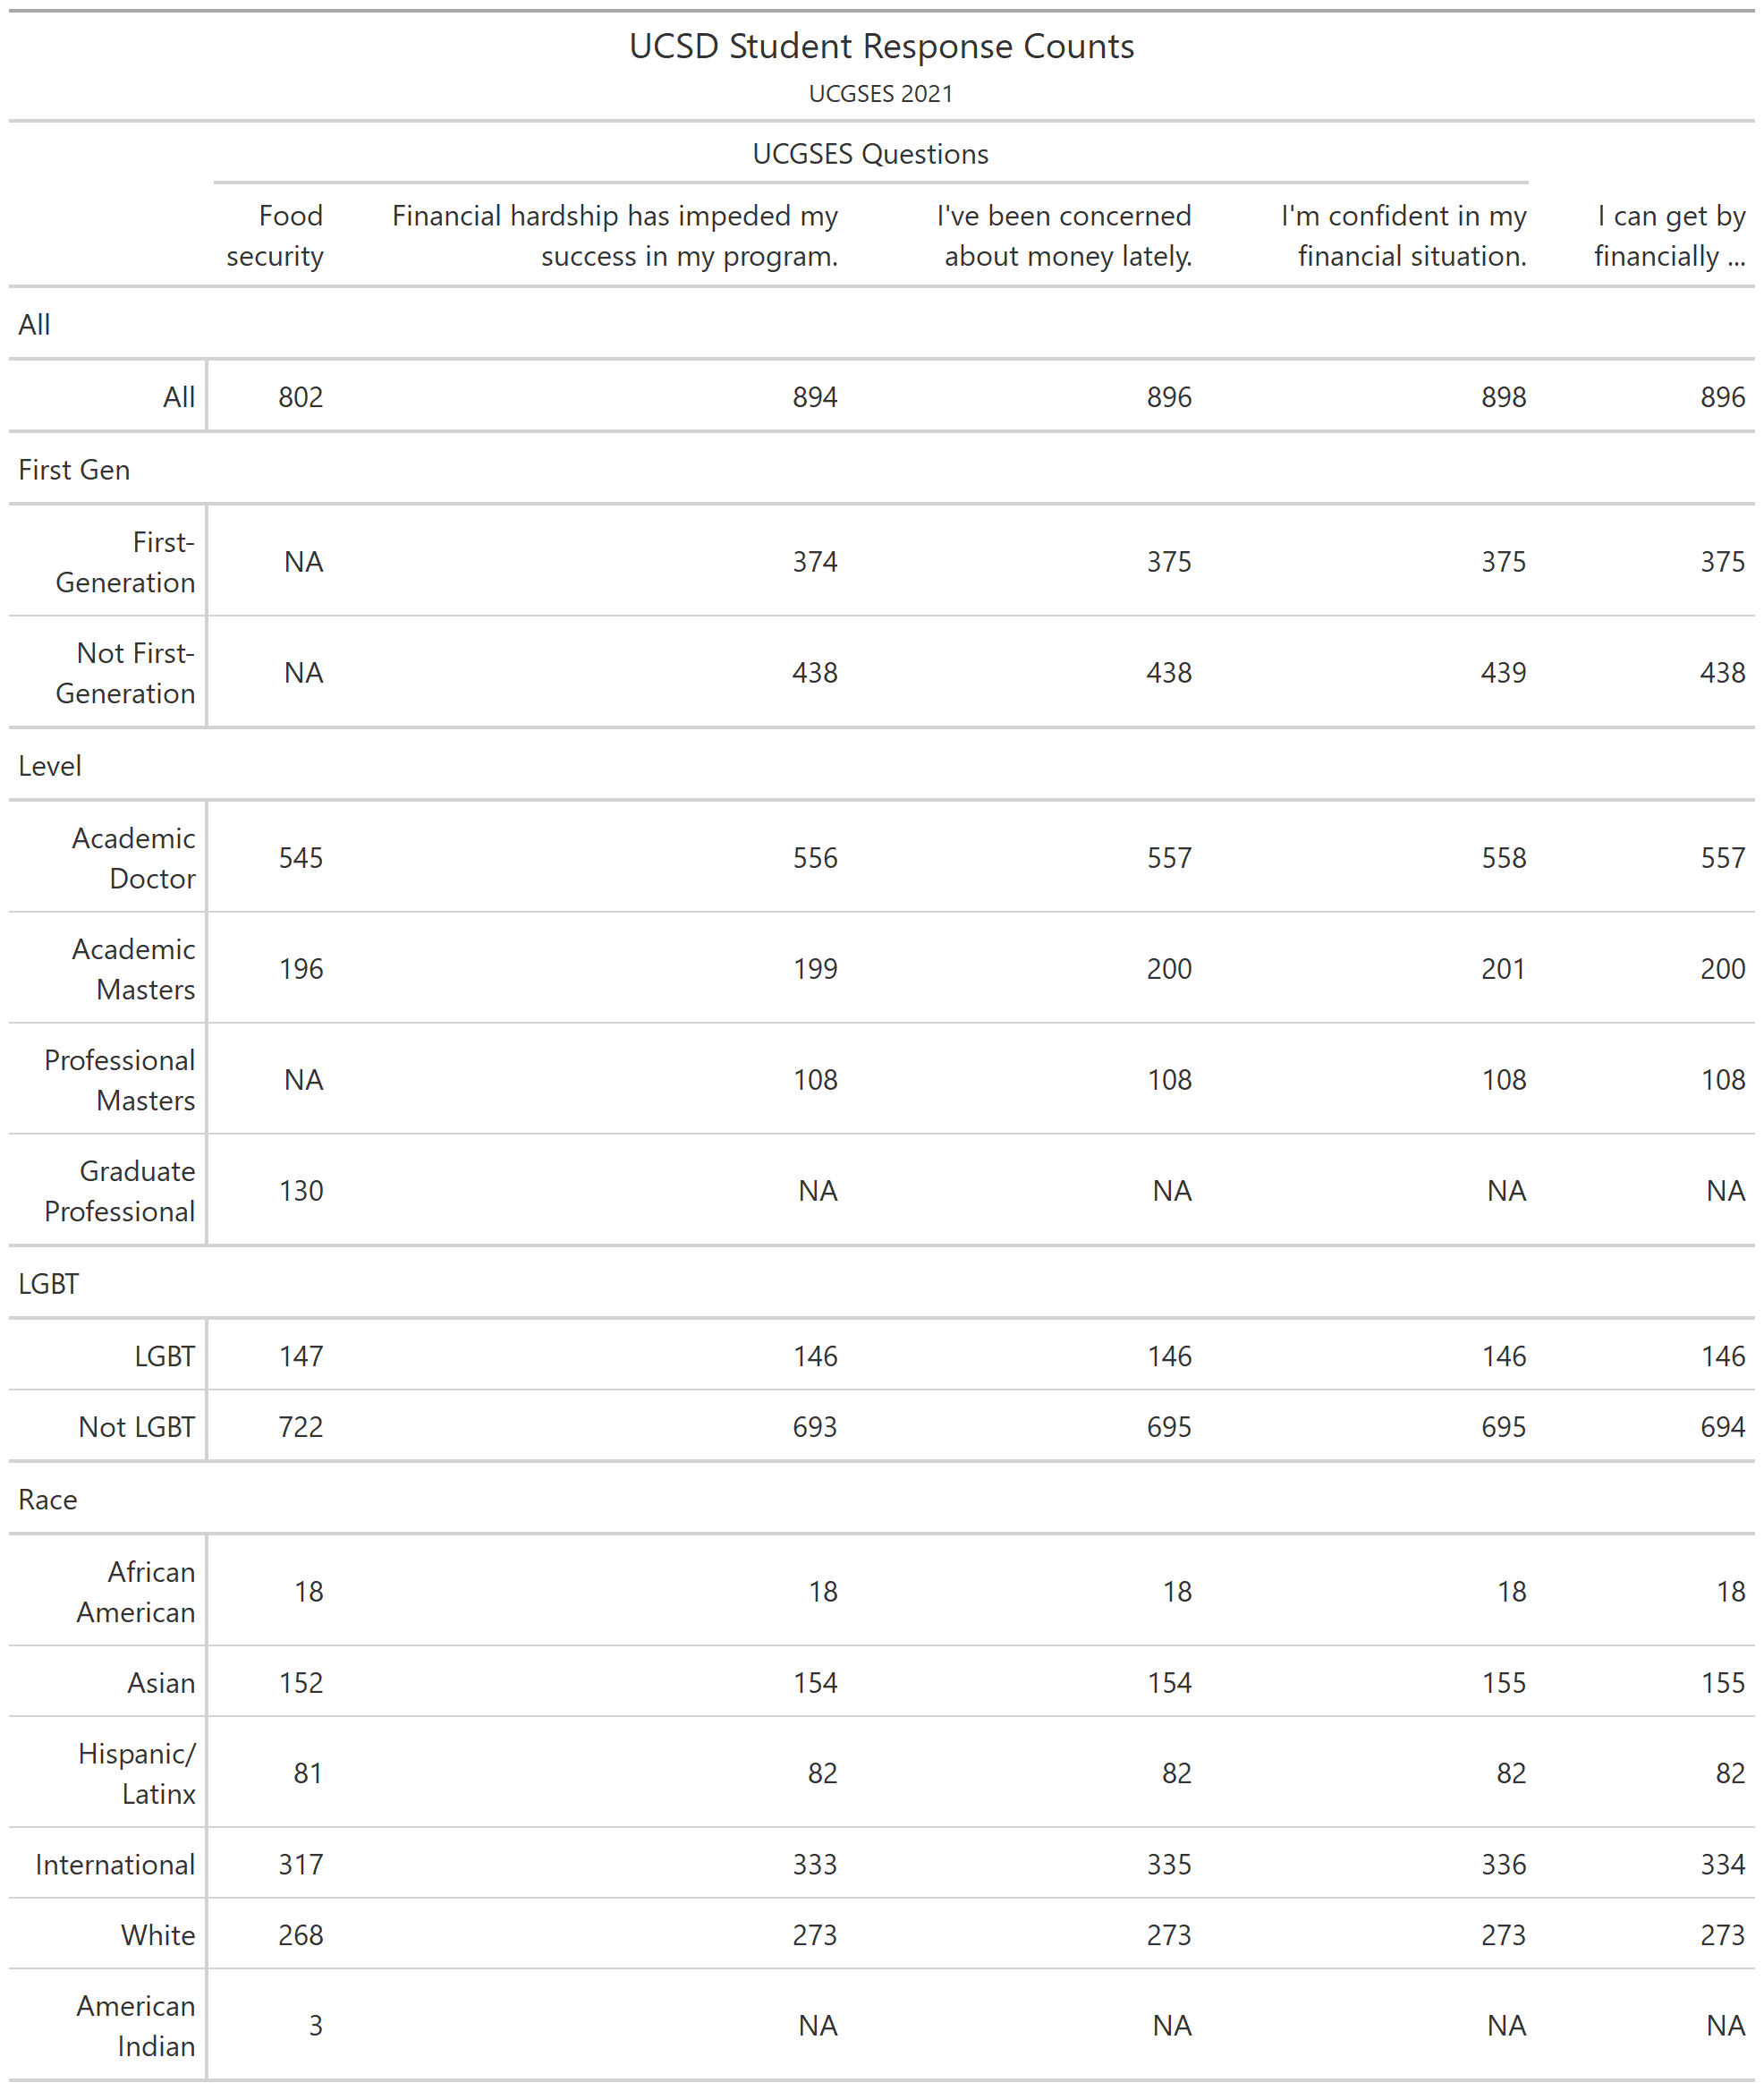 UCSD Student Response Counts
UCGSES 2021
UCGSES Questions
Food security Financial hardship has impeded my success in my program. I've been concerned about money lately. I'm confident in my financial situation. I can get by financially ...
All
All 802 894 896 898 896
First Gen
First-Generation NA 374 375 375 375
Not First-Generation NA 438 438 439 438
Level
Academic Doctor 545 556 557 558 557
Academic Masters 196 199 200 201 200
Professional Masters NA 108 108 108 108
Graduate Professional 130 NA NA NA NA
LGBT
LGBT 147 146 146 146 146
Not LGBT 722 693 695 695 694
Race
African American 18 18 18 18 18
Asian 152 154 154 155 155
Hispanic/Latinx 81 82 82 82 82
International 317 333 335 336 334
White 268 273 273 273 273
American Indian 3 NA NA NA NA